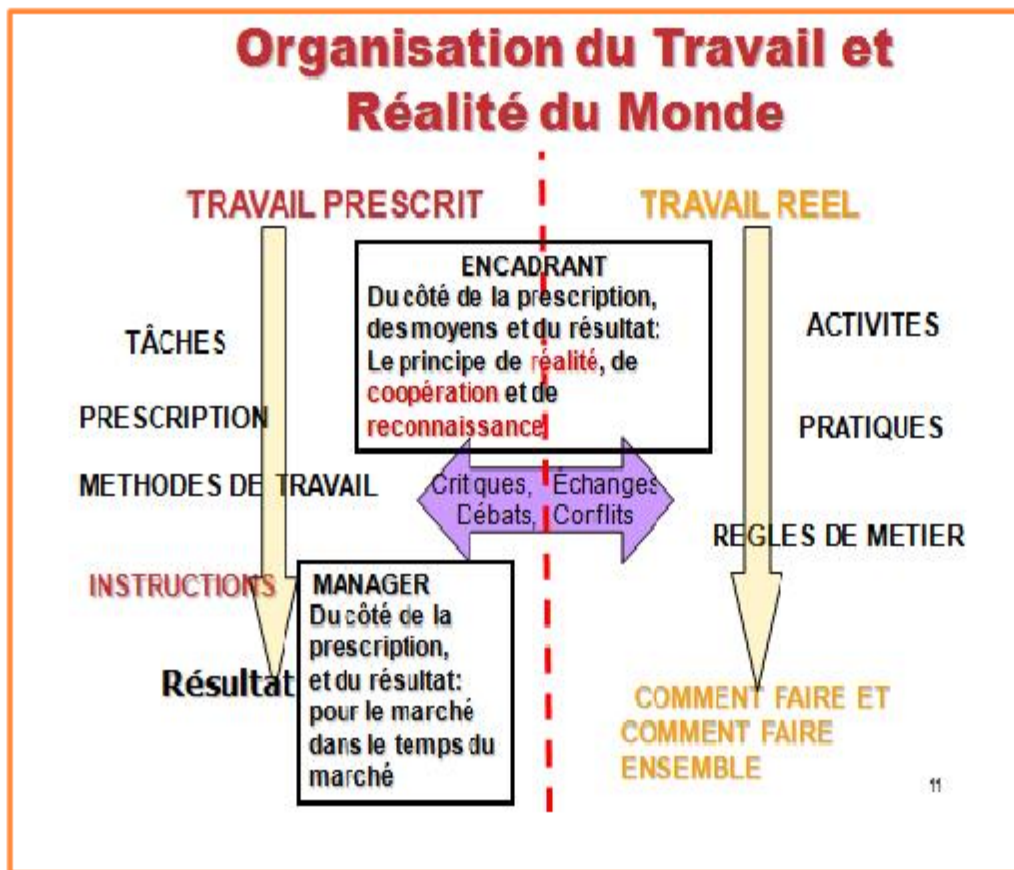 Organisation du Travail et
Réalité du Monde
TRAVAIL PRESCRIT
TRAVAIL REEL
ENCADRANT
Du côté de la prescription,
des moyens et du résultat:
Le principe de réalité, de
coopération et de
reconnaissance
TÂCHES
PRESCRIPTION
METHODES DE TRAVAIL
INSTRUCTIONS
Résultat
Critiques, Échanges
Débats, Conflits
MANAGER
Du côté de la
prescription,
et du résultat:
pour le marché
dans le temps du
marché
ACTIVITES
PRATIQUES
REGLES DE METIER
COMMENT FAIRE ET
COMMENT FAIRE
ENSEMBLE
11